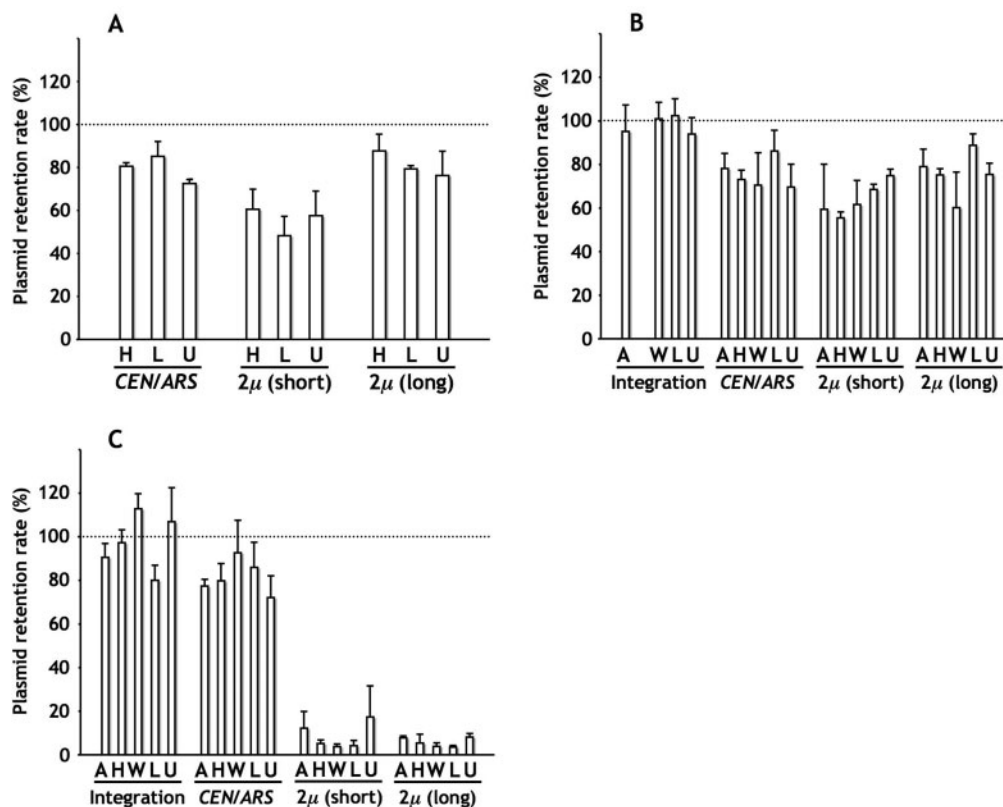 A
Plasmid retention rate (%)
120
100
80
60
40
20
0
H L U H L U H L U
CEN/ARS 2μ (short) 2μ (long)
B
Plasmid retention rate (%)
120
100
80
60
40
20
0
A W L U A H W L U A H W L U A H W L U
Integration CEN/ARS 2μ (short) 2μ (long)
C
Plasmid retention rate (%)
120
100
80
60
40
20
0
A H W L U A H W L U A H W L U A H W L U
Integration CEN/ARS 2μ (short) 2μ (long)